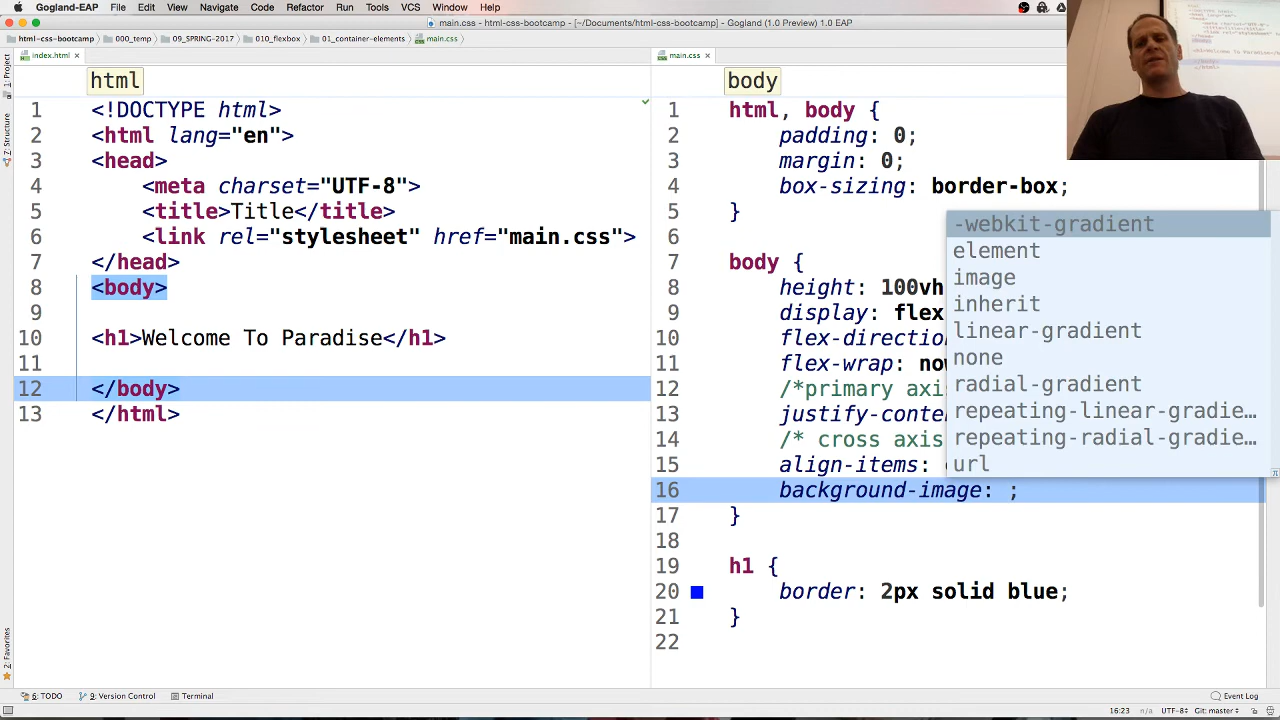 Gogland-EAP File Edit View Navigate Code Refactor Run Tools VCS Window Help
main.css - html-css-bootcamp - [~/Documents/html-css-bootcamp] - Gogland (1.0 Preview) 1.0 EAP
html-css-bootcamp 000_temp 09_SPRING-2017 010_flexbox 01_center-elements main.css
index.html
main.css
html
body
1 <!DOCTYPE html>
2 <html lang="en">
3 <head>
4 <meta charset="UTF-8">
5 <title>Title</title>
6 <link rel="stylesheet" href="main.css">
7 </head>
8 <body>
9
10 <h1>Welcome To Paradise</h1>
11
12 </body>
13 </html>
1 html, body {
2 padding: 0;
3 margin: 0;
4 box-sizing: border-box;
5 }
6
7 body {
8 height: 100vh
9 display: flex
10 flex-direction
11 flex-wrap:
12 /*primary axi
13 justify-conte
14 /* cross axis
15 align-items:
16 background-image: ;
17 }
18
19 h1 {
20 border: 2px solid blue;
21 }
22
-webkit-gradient
element
image
inherit
linear-gradient
none
radial-gradient
repeating-linear-gradie…
repeating-radial-gradie…
url
1: Project
7: Structure
2: Favorites
6: TODO 9: Version Control Terminal
Event Log
16:23 n/a UTF-8 Git: master